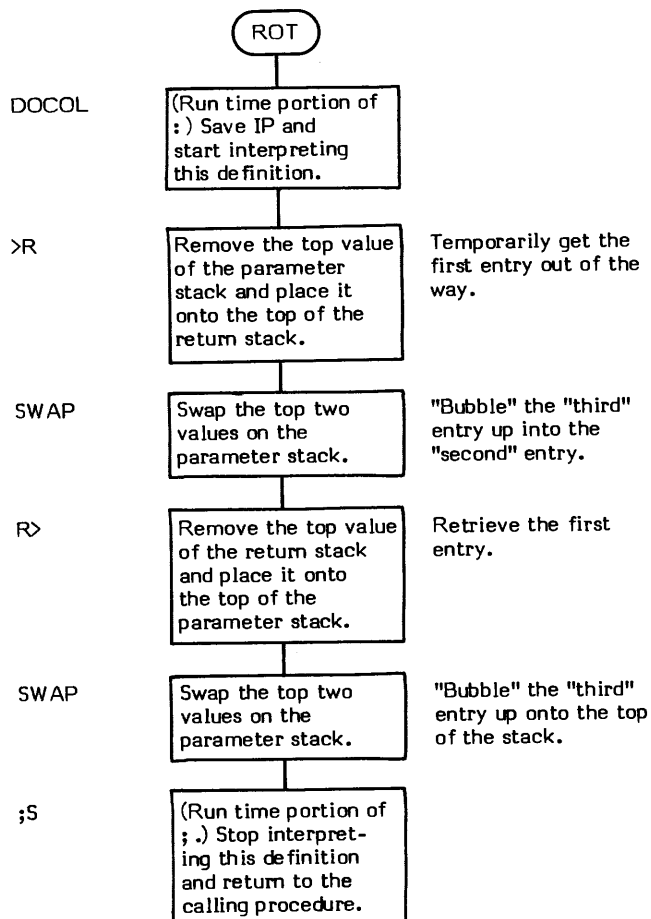 ROT
DOCOL
(Run time portion of
: ) Save IP and
start interpreting
this definition.
>R
Remove the top value
of the parameter
stack and place it
onto the top of the
return stack.
Temporarily get the
first entry out of the
way.
SWAP
Swap the top two
values on the
parameter stack.
"Bubble" the "third"
entry up into the
"second" entry.
R>
Remove the top value
of the return stack
and place it onto
the top of the
parameter stack.
Retrieve the first
entry.
SWAP
Swap the top two
values on the
parameter stack.
"Bubble" the "third"
entry up onto the top
of the stack.
;S
(Run time portion of
; .) Stop interpret-
ing this definition
and return to the
calling procedure.